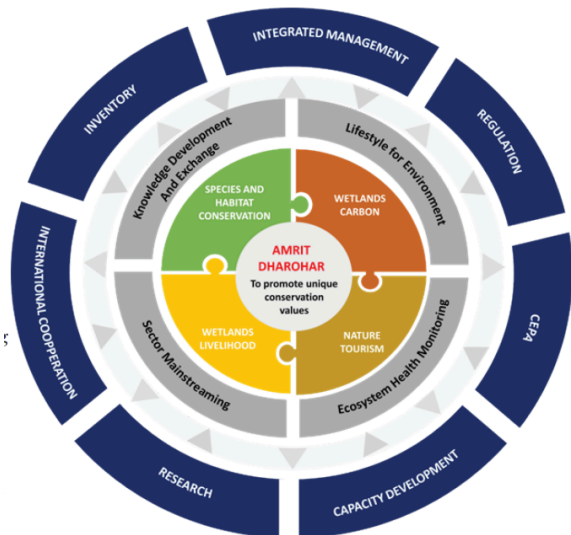 INTEGRATED MANAGEMENT
REGULATION
CEPA
CAPACITY DEVELOPMENT
RESEARCH
INTERNATIONAL COOPERATION
INVENTORY
Knowledge Development
And Exchange
Lifestyle for Environment
Ecosystem Health Monitoring
Sector Mainstreaming
SPECIES AND
HABITAT
CONSERVATION
WETLANDS
CARBON
AMRIT
DHAROHAR
To promote unique
conservation
values
WETLANDS
LIVELIHOOD
NATURE
TOURISM